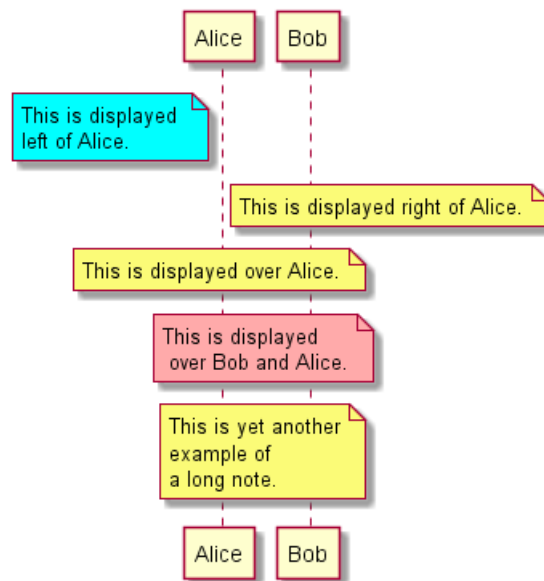 Alice Bob
This is displayed
left of Alice.
This is displayed right of Alice.
This is displayed over Alice.
This is displayed
over Bob and Alice.
This is yet another
example of
a long note.
Alice Bob